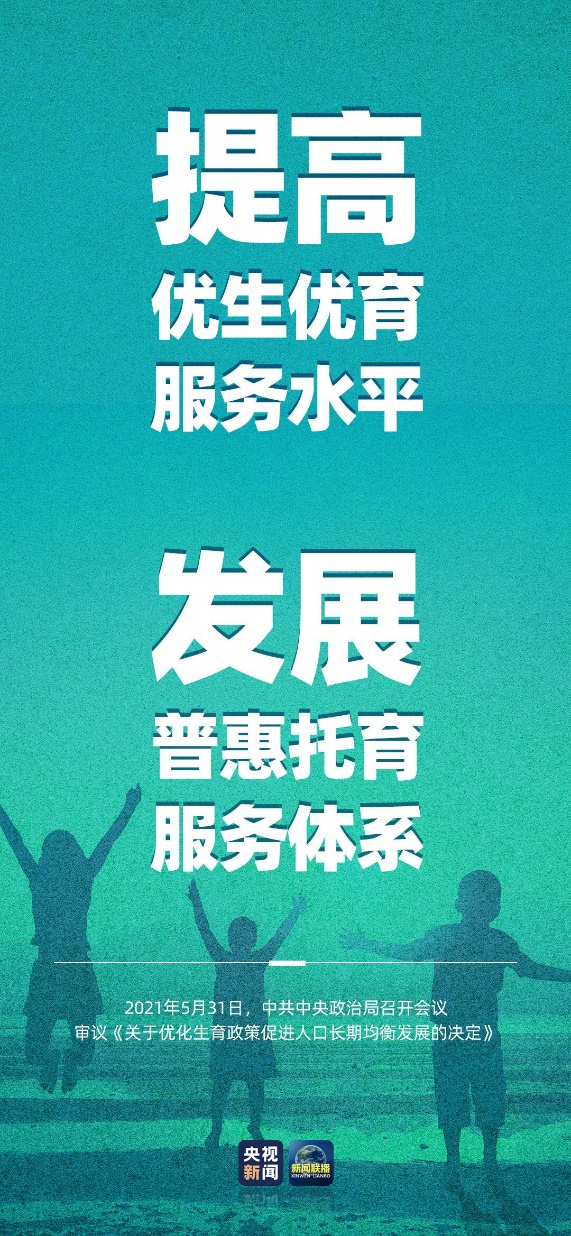 提高
优生优育
服务水平
发展
普惠托育
服务体系
2021年5月31日，中共中央政治局召开会议
审议《关于优化生育政策促进人口长期均衡发展的决定》
央视
新闻
新闻联播
XINWEN LIANBO